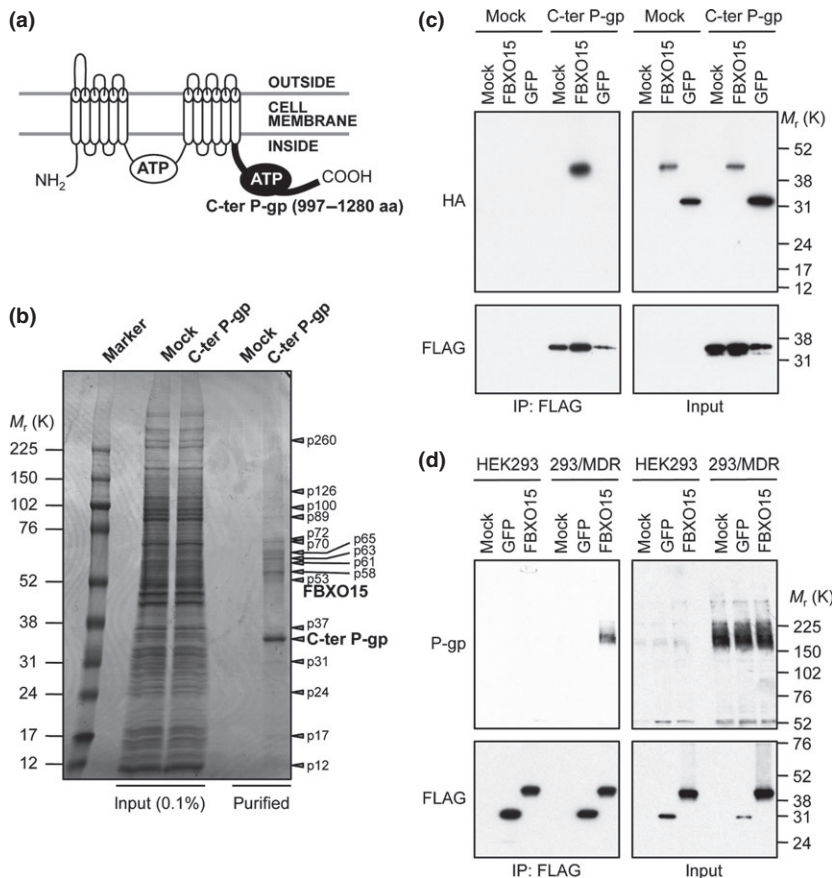 (a)
OUTSIDE
CELL
MEMBRANE
INSIDE
NH2
ATP
ATP
COOH
C-ter P-gp (997–1280 aa)
(b)
Marker
Mock
C-ter P-gp
Mock
C-ter P-gp
Mr (K)
225
150
102
76
52
38
31
24
17
12
p260
p126
p100
p89
p72
p70
p65
p63
p61
p58
p53
FBXO15
p37
C-ter P-gp
p31
p24
p17
p12
Input (0.1%)
Purified
(c)
Mock C-ter P-gp Mock C-ter P-gp
Mock FBXO15 GFP Mock FBXO15 GFP Mock FBXO15 GFP Mock FBXO15 GFP
Mr (K)
HA
52
38
31
24
17
12
FLAG
38
31
IP: FLAG Input
(d)
HEK293 293/MDR HEK293 293/MDR
Mock GFP FBXO15 Mock GFP FBXO15 Mock GFP FBXO15 Mock GFP FBXO15
Mr (K)
P-gp
225
150
102
76
52
FLAG
76
52
38
31
24
IP: FLAG Input